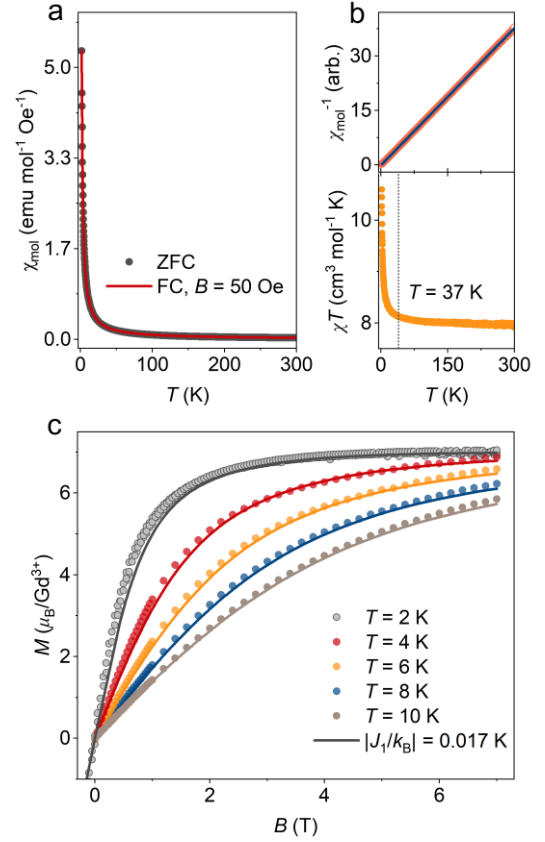 a
χmol (emu mol⁻¹ Oe⁻¹)
5.0
3.3
1.7
0.0
ZFC
FC, B = 50 Oe
0 100 200 300
T (K)
b
χmol⁻¹ (arb.)
30
15
0
χT (cm³ mol⁻¹ K)
10
8
T = 37 K
0 150 300
T (K)
c
M (μB/Gd³⁺)
6
4
2
0
T = 2 K
T = 4 K
T = 6 K
T = 8 K
T = 10 K
|J₁/kB| = 0.017 K
0 2 4 6
B (T)